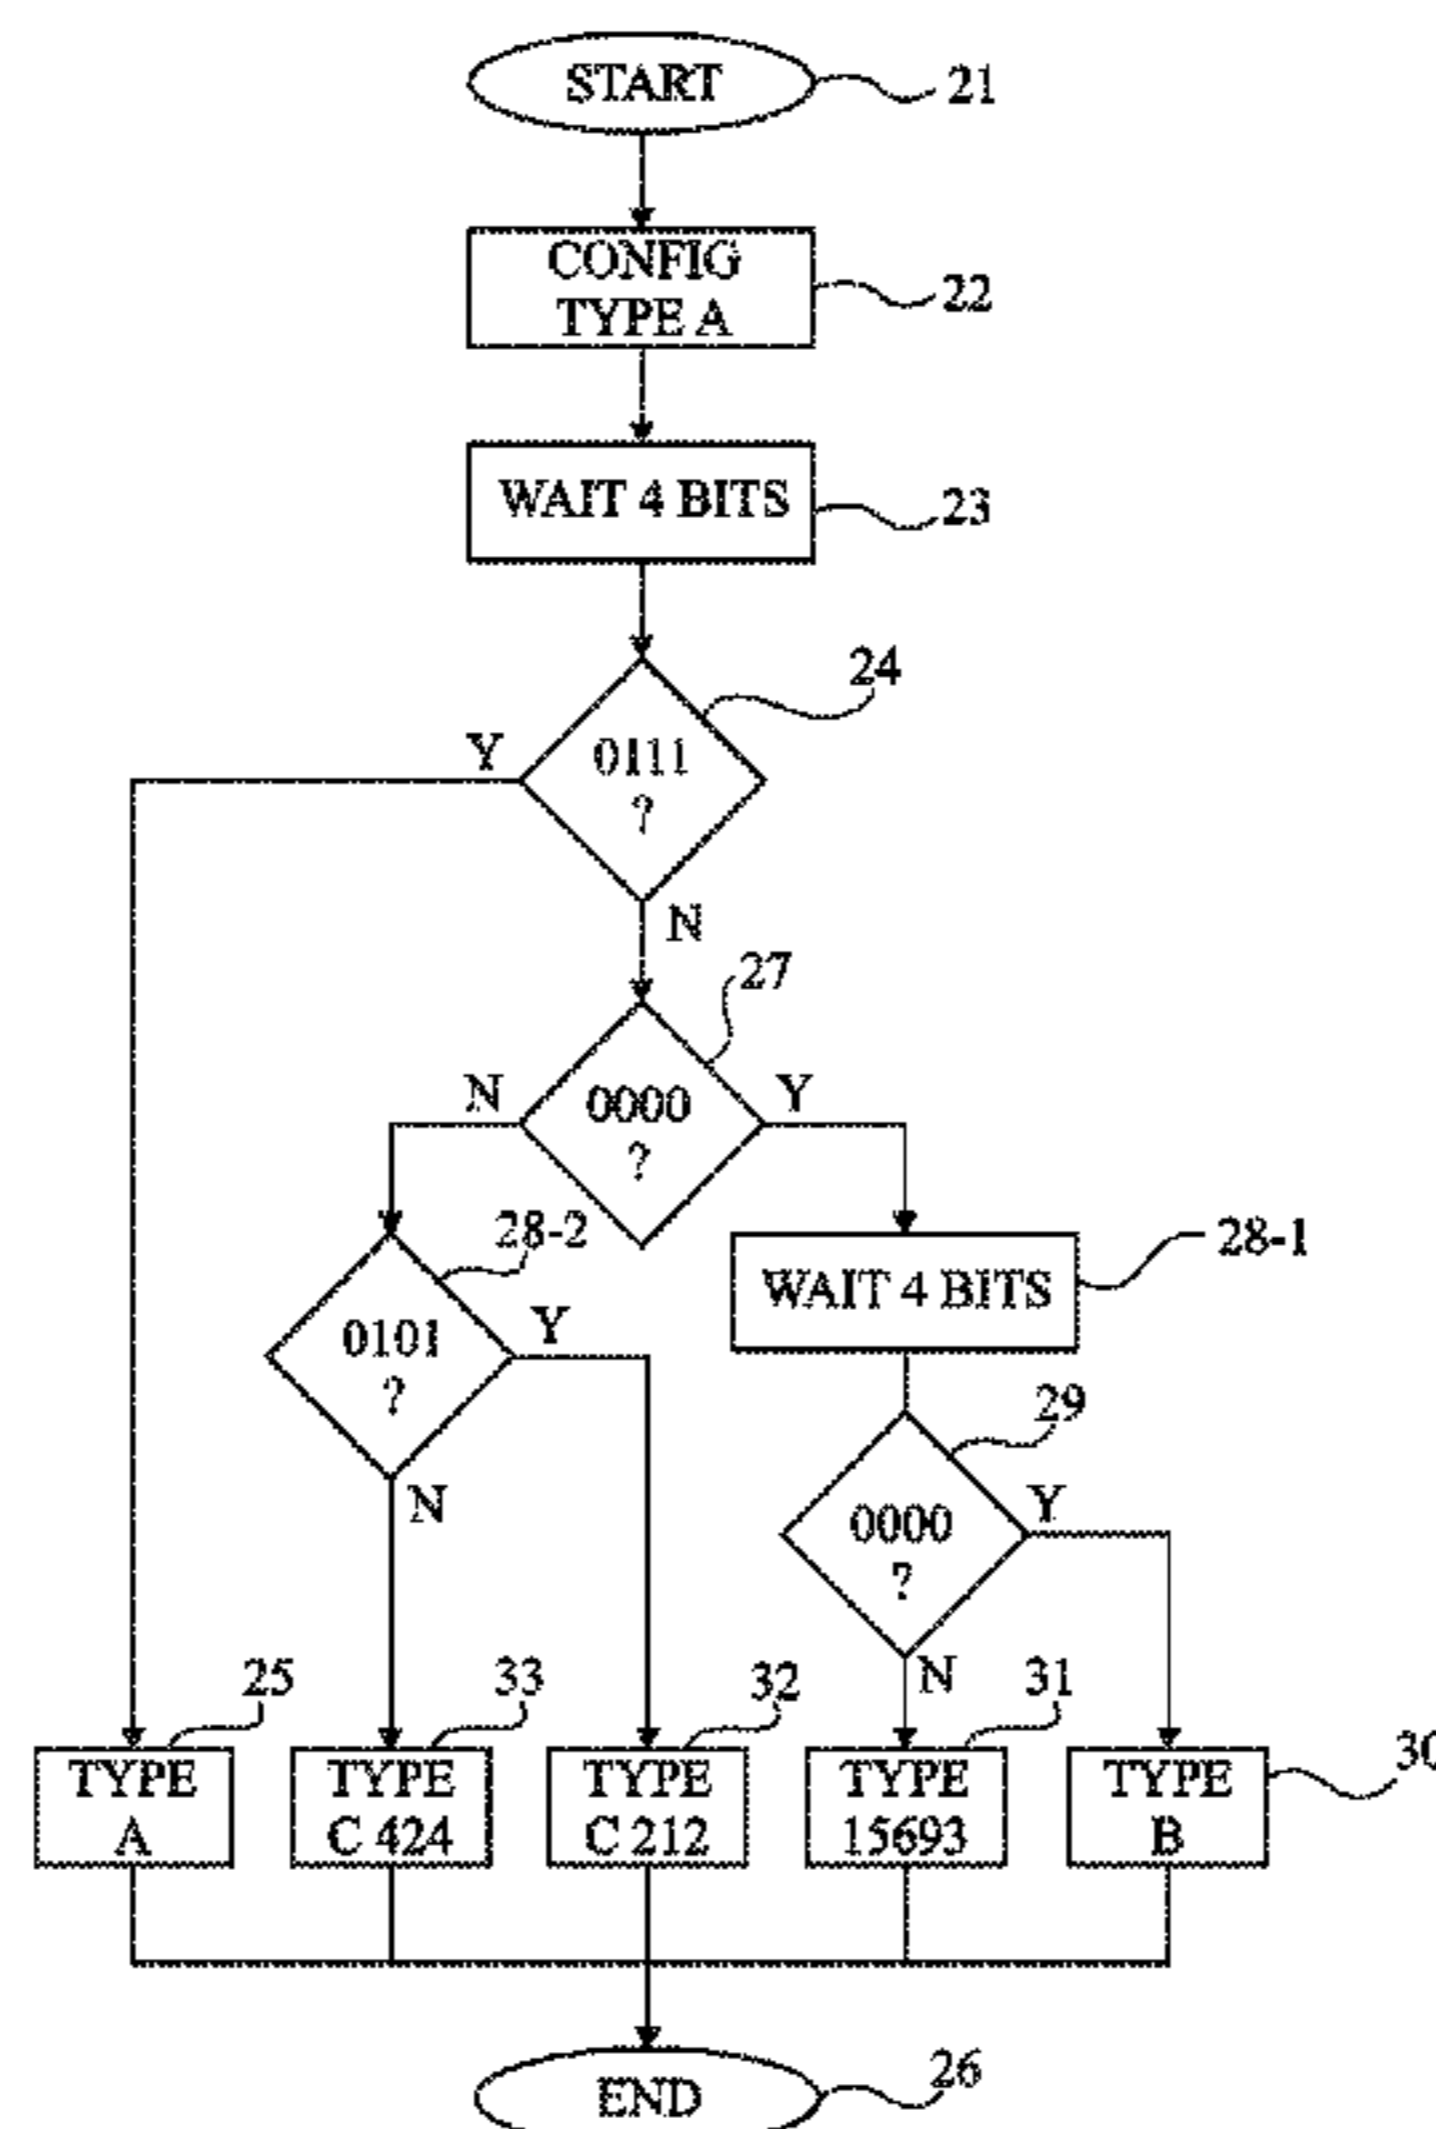 START
21
CONFIG
TYPE A
22
WAIT 4 BITS
23
24
Y
0111
?
N
27
N
0000
?
Y
28-2
28-1
WAIT 4 BITS
0101
?
Y
29
N
0000
?
Y
N
25
33
32
31
30
TYPE
A
TYPE
C 424
TYPE
C 212
TYPE
15693
TYPE
B
26
END